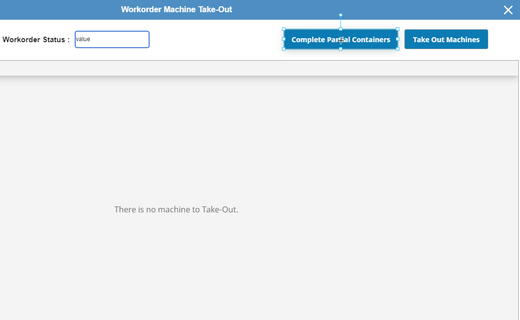 Workorder Machine Take-Out
Workorder Status : value Complete Partial Containers Take Out Machines
There is no machine to Take-Out.